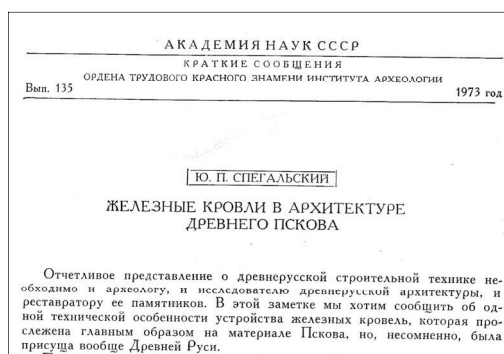 АКАДЕМИЯ НАУК СССР
КРАТКИЕ СООБЩЕНИЯ
ОРДЕНА ТРУДОВОГО КРАСНОГО ЗНАМЕНИ ИНСТИТУТА АРХЕОЛОГИИ
Вып. 135 1973 год
Ю. П. СПЕГАЛЬСКИЙ
ЖЕЛЕЗНЫЕ КРОВЛИ В АРХИТЕКТУРЕ
ДРЕВНЕГО ПСКОВА
Отчетливое представление о древнерусской строительной технике не-
обходимо и археологу, и исследователю древнерусской архитектуры, и
реставратору ее памятников. В этой заметке мы хотим сообщить об од-
ной технической особенности устройства железных кровель, которая про-
слежена главным образом на материале Пскова, но, несомненно, была
присуща вообще Древней Руси.